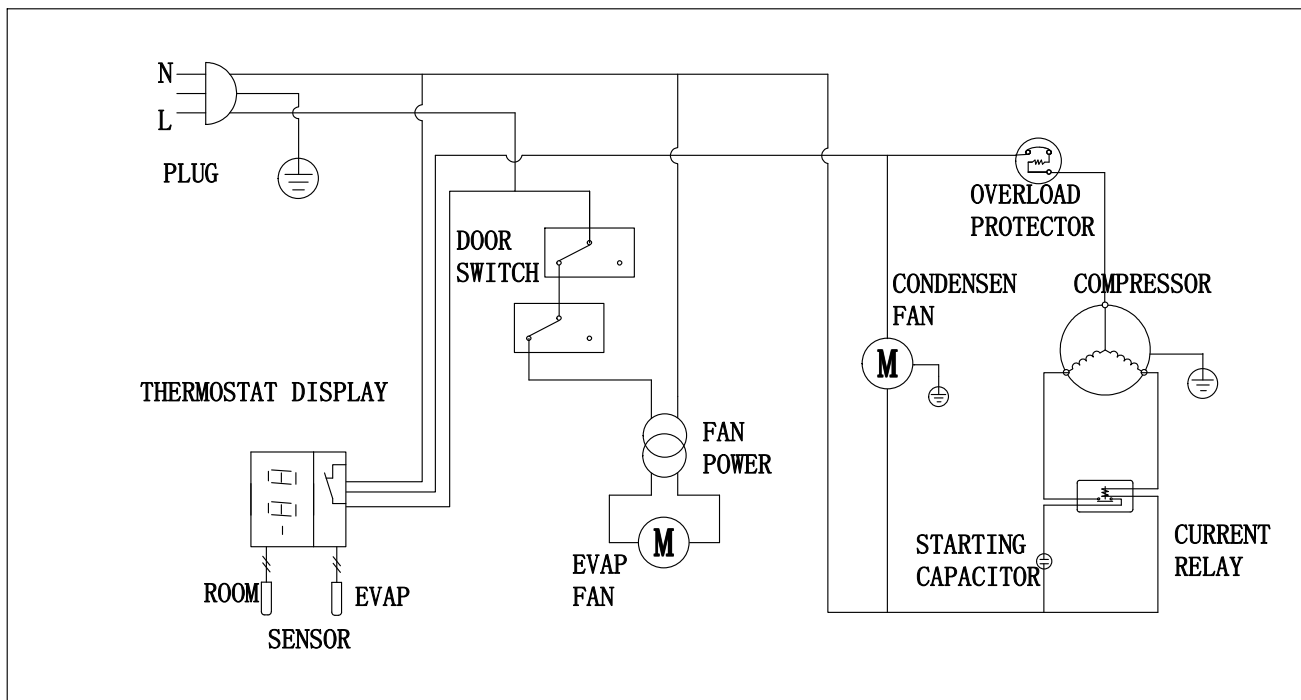 N
L
PLUG
OVERLOAD
PROTECTOR
DOOR
SWITCH
CONDENSEN
FAN
COMPRESSOR
M
THERMOSTAT DISPLAY
FAN
POWER
M
EVAP
FAN
STARTING
CAPACITOR
CURRENT
RELAY
ROOM
EVAP
SENSOR